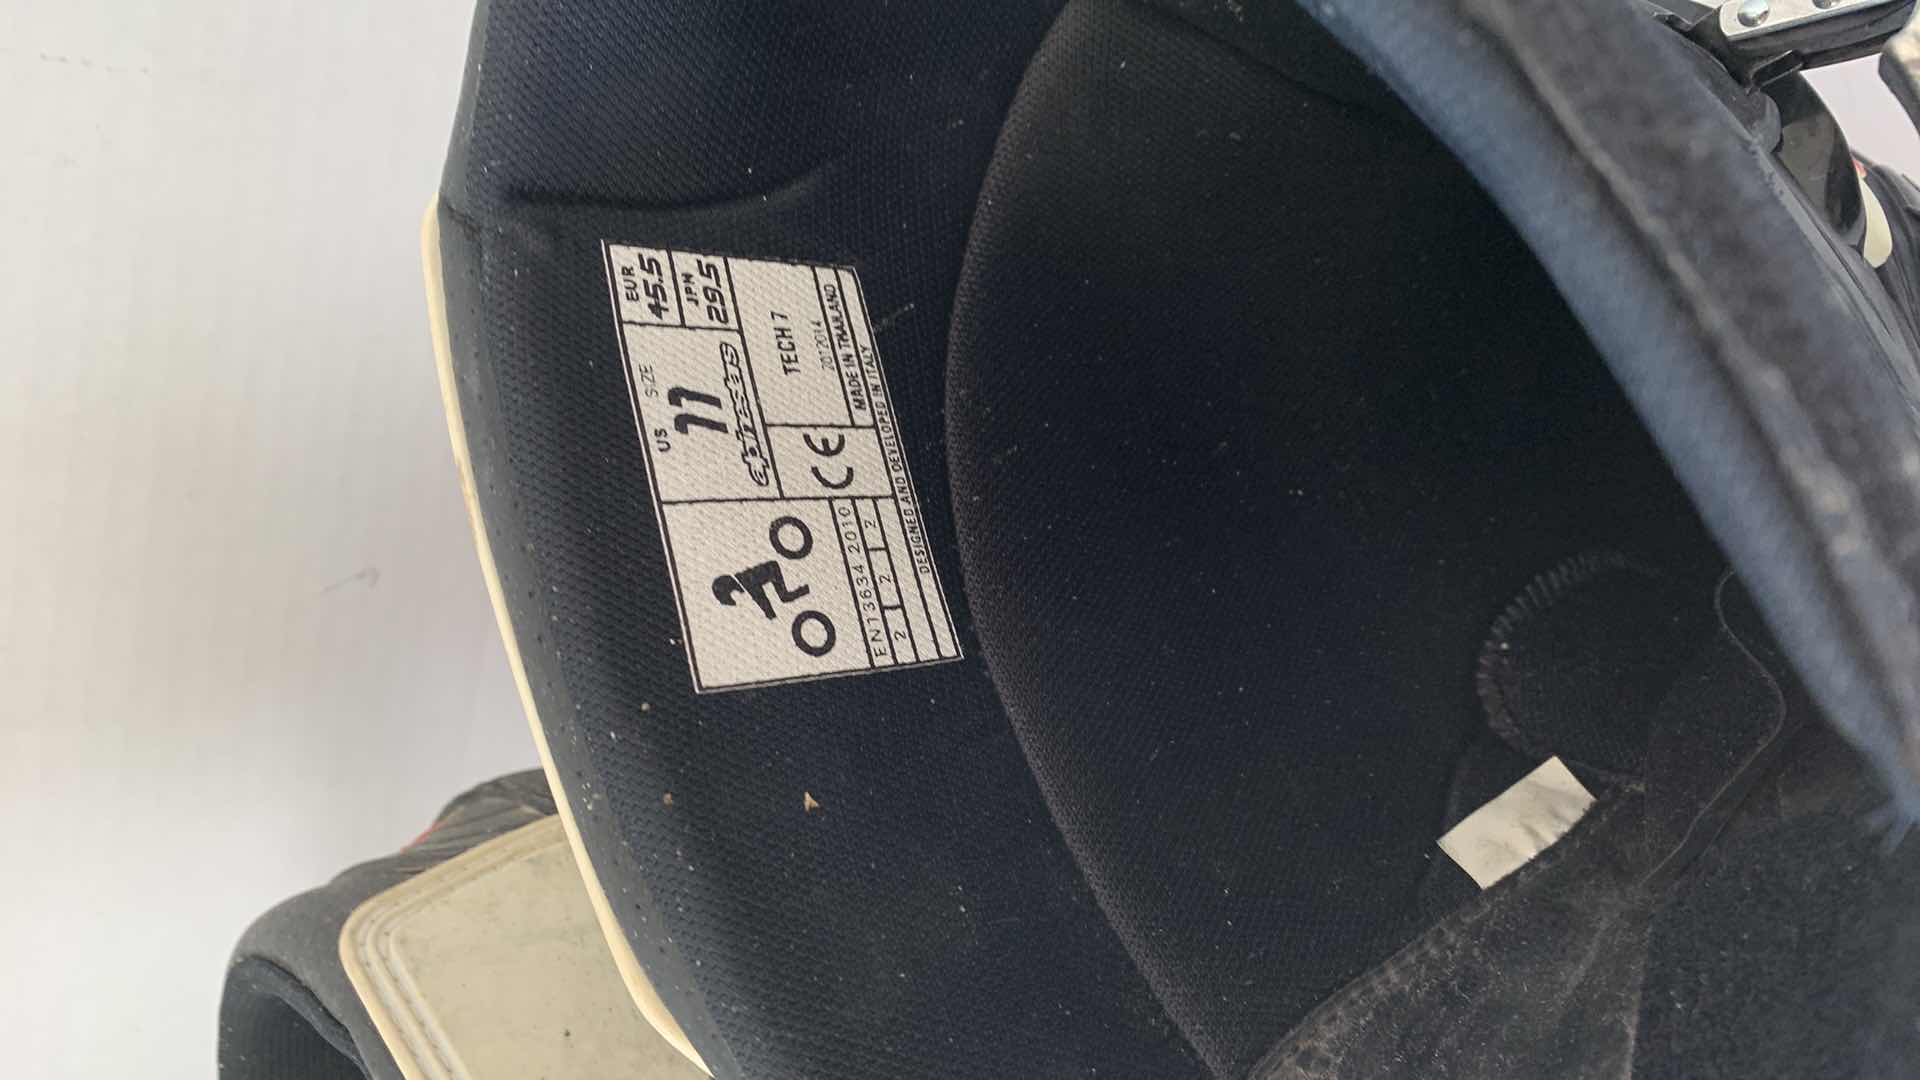 US SIZE
11
EUR
45.5
JPN
29.5
alpinestars
TECH 7
2012014
CE
MADE IN THAILAND
EN13634 2010
2 2 2
DESIGNED AND DEVELOPED IN ITALY